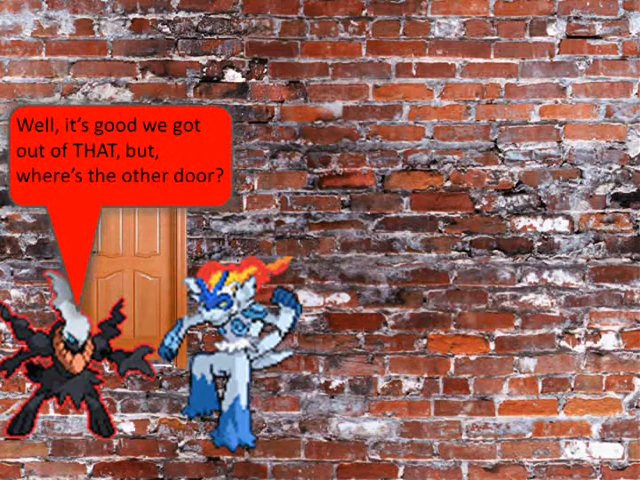 Well, it's good we got
out of THAT, but,
where's the other door?